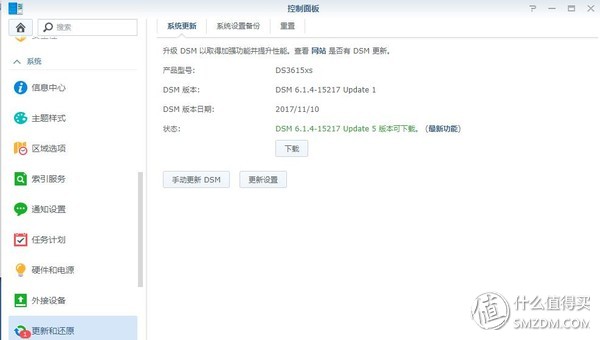 控制面板
搜索
系统
信息中心
主题样式
区域选项
索引服务
通知设置
任务计划
硬件和电源
外接设备
更新和还原
1
系统更新 系统设置备份 重置
升级 DSM 以取得加强功能并提升性能。查看 网站 是否有 DSM 更新。
产品型号: DS3615xs
DSM 版本: DSM 6.1.4-15217 Update 1
DSM 版本日期: 2017/11/10
状态: DSM 6.1.4-15217 Update 5 版本可下载。 (最新功能)
下载
手动更新 DSM 更新设置
值 什么值得买
SMZDM.COM